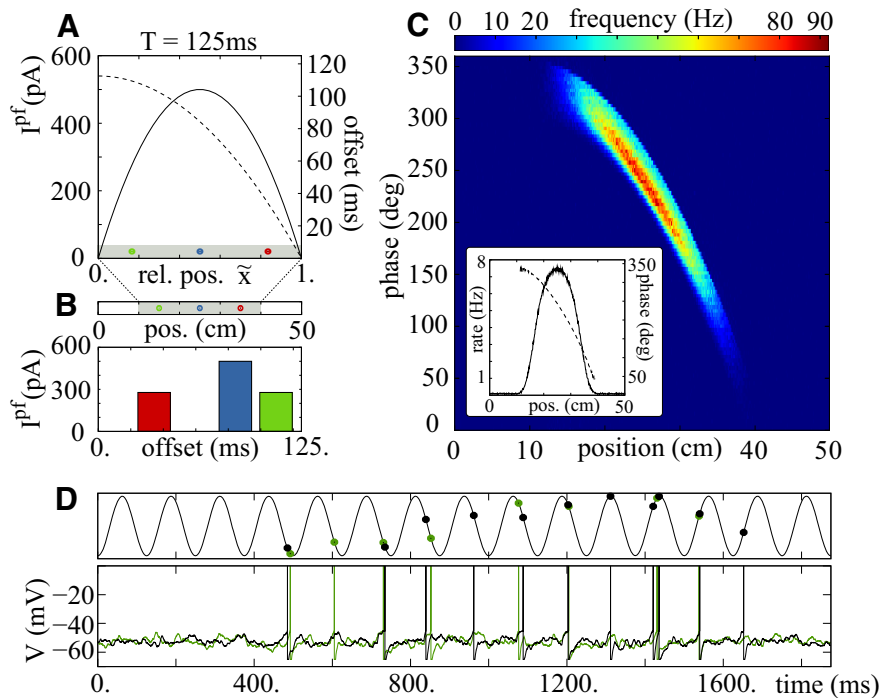 A
T = 125ms
600
400
200
0
I^pf (pA)
120
100
80
60
40
20
offset (ms)
0.
rel. pos. x̃
1.
B
0
pos. (cm)
50
600
300
0
I^pf (pA)
0.
offset (ms)
125.
C
0
10
20
frequency (Hz)
80
90
350
300
250
200
150
100
50
0
phase (deg)
0
10
position (cm)
40
50
8
1
rate (Hz)
350
50
phase (deg)
0
pos. (cm)
50
D
−20
−40
−60
V (mV)
0.
400.
800.
1200
1600.
time (ms)